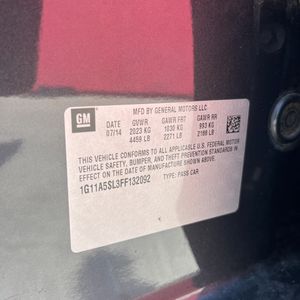 GM
MFD BY GENERAL MOTORS LLC.
DATE GVWR GAWR FRT GAWR RR
07/14 2023 KG 1030 KG 993 KG
4459 LB 2271 LB 2188 LB
THIS VEHICLE CONFORMS TO ALL APPLICABLE U.S. FEDERAL MOTOR
VEHICLE SAFETY, BUMPER, AND THEFT PREVENTION STANDARDS IN
EFFECT ON THE DATE OF MANUFACTURE SHOWN ABOVE.
1G11A5SL3FF132092 TYPE: PASS CAR